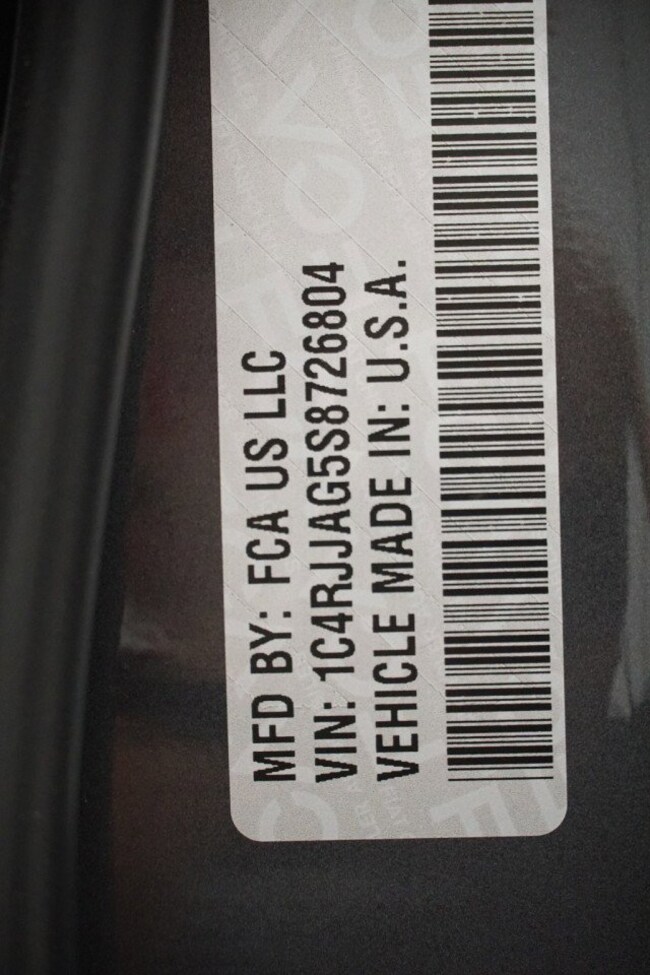 MFD BY: FCA US LLC
VIN: 1C4RJJAG5S8726804
VEHICLE MADE IN: U.S.A.